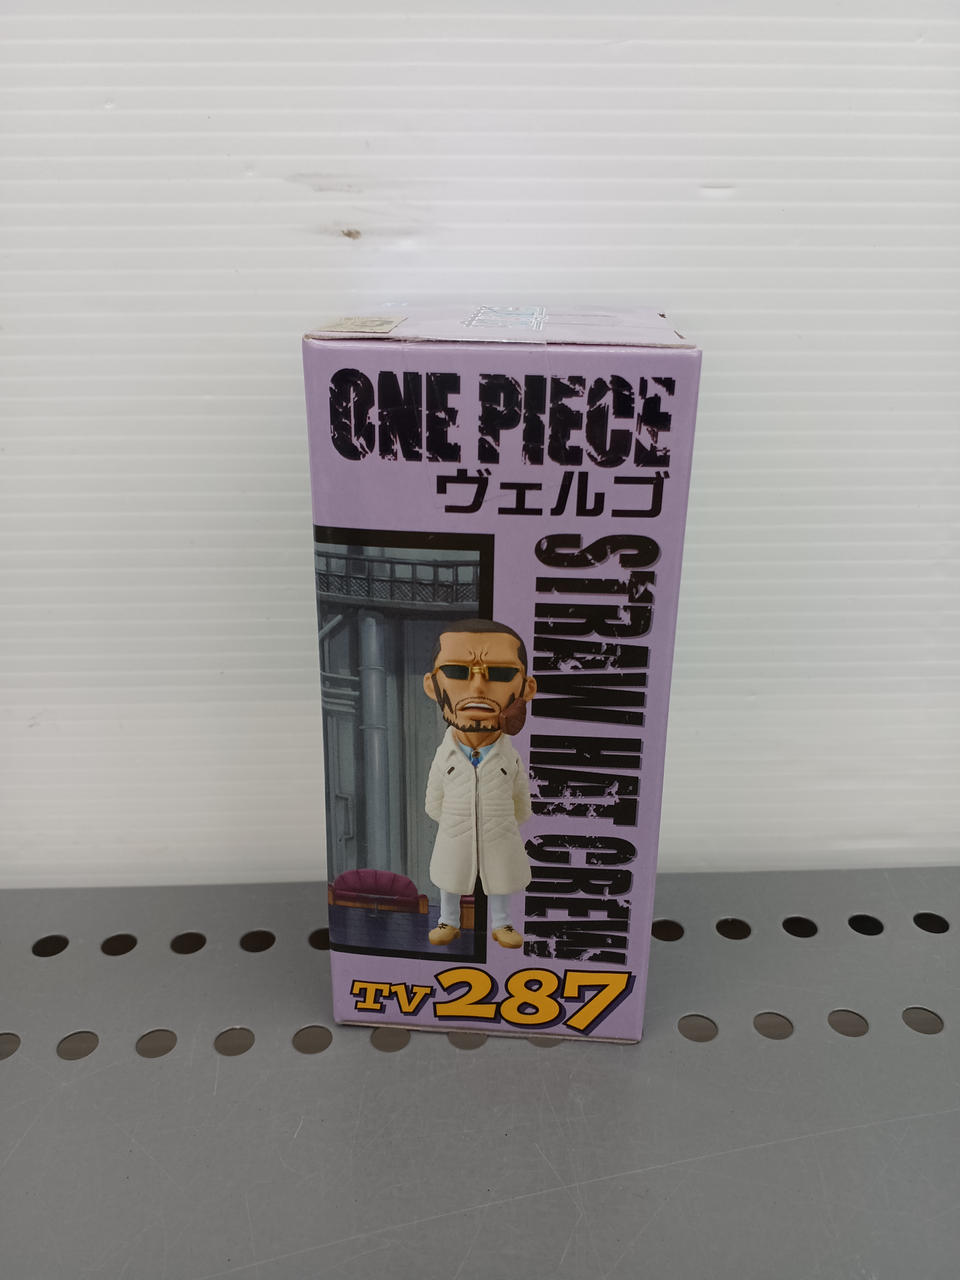 ONE PIECE
ヴェルゴ
STRAW HAT CREW
TV287